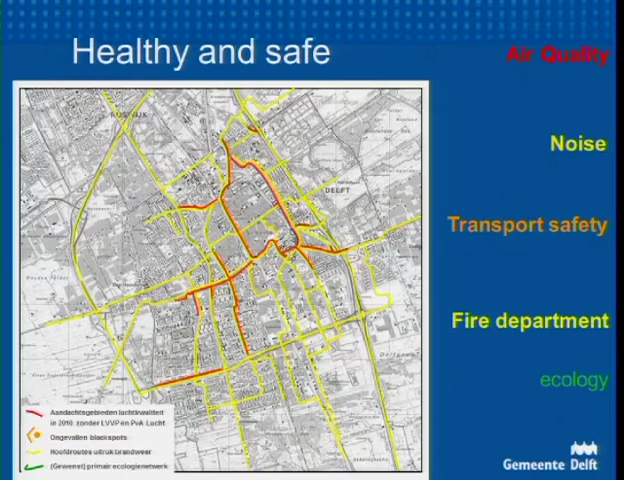 Healthy and safe
Air Quality
Noise
Transport safety
Fire department
ecology
RIJSWIJK
DELFT
Aandachtsgebieden luchtkwaliteit
in 2010 zonder LVVP en PvA Lucht
Ongevallen blackspots
Hoofdroutes uitruk brandweer
(Gewenst) primair ecologienetwerk
Gemeente Delft